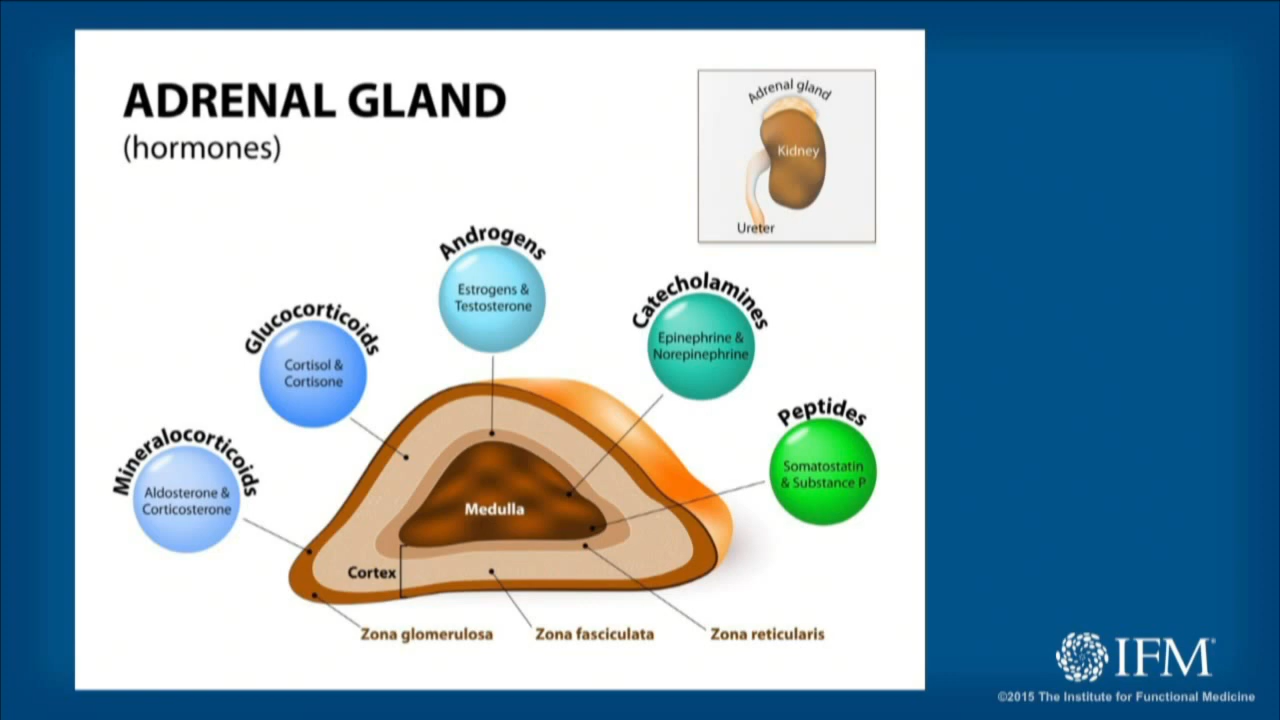 ADRENAL GLAND
(hormones)
Adrenal gland
Kidney
Ureter
Androgens
Estrogens &
Testosterone
Catecholamines
Epinephrine &
Norepinephrine
Glucocorticoids
Cortisol &
Cortisone
Peptides
Somatostatin
& Substance P
Mineralocorticoids
Aldosterone &
Corticosterone
Medulla
Cortex
Zona glomerulosa
Zona fasciculata
Zona reticularis
IFM
©2015 The Institute for Functional Medicine